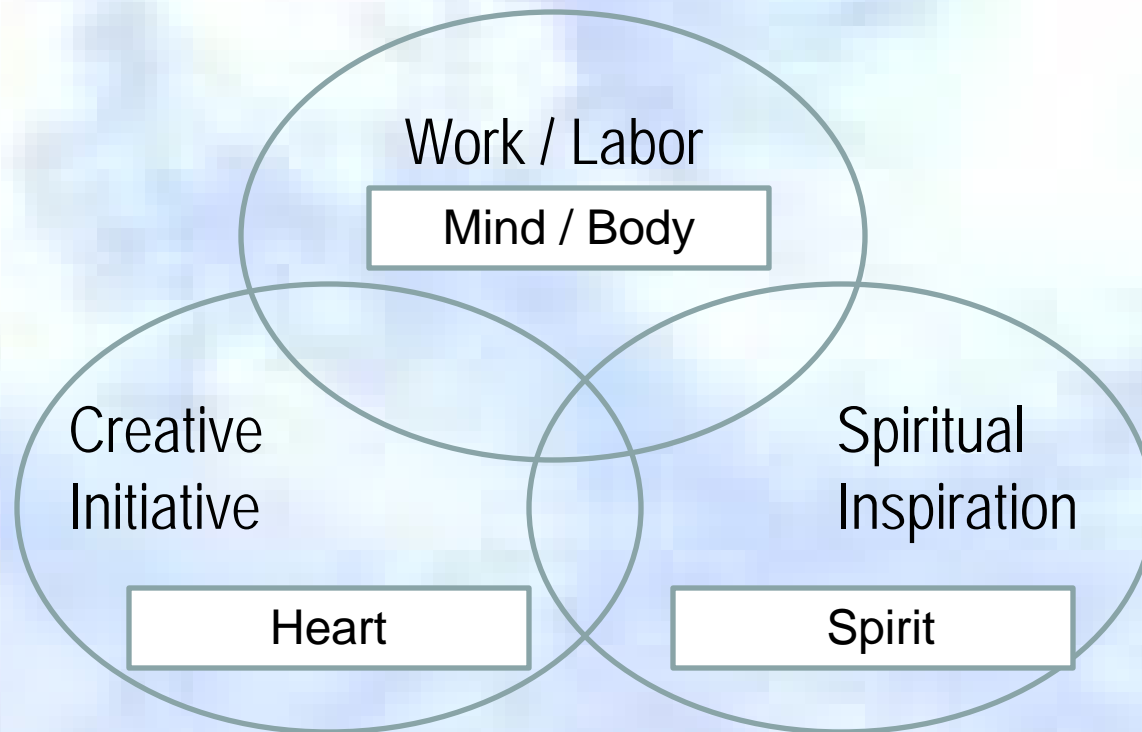 Work / Labor
Mind / Body
Creative
Initiative
Heart
Spiritual
Inspiration
Spirit